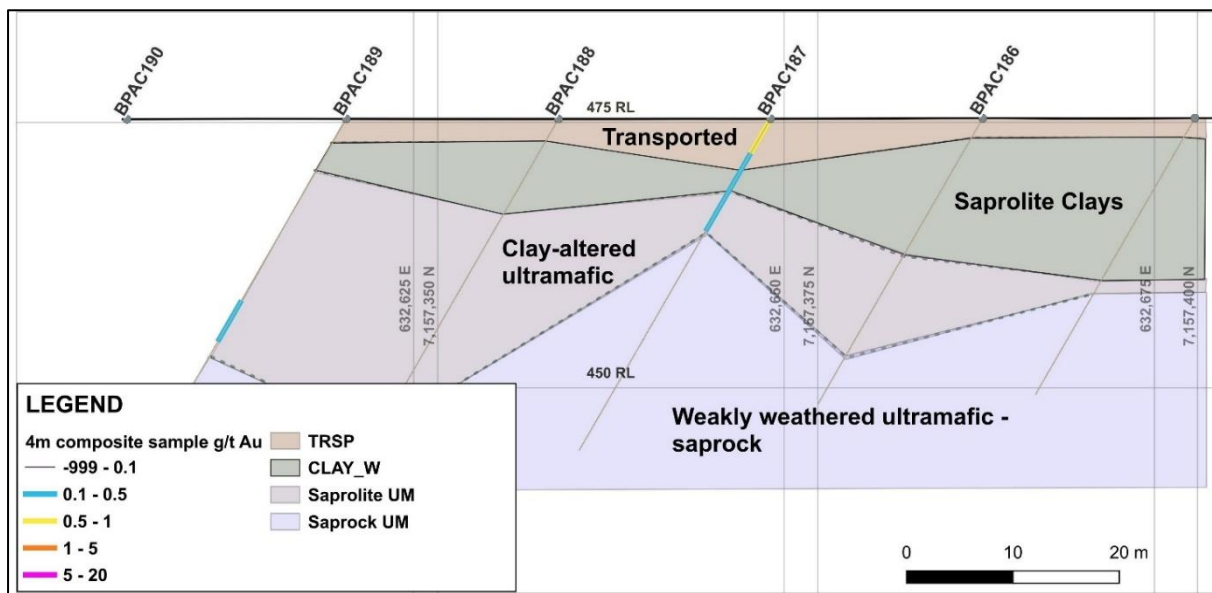 BPAC190
BPAC189
BPAC188
BPAC187
BPAC186
475 RL
Transported
Saprolite Clays
Clay-altered
ultramafic
632,625 E
7,157,350 N
632,650 E
7,157,375 N
632,675 E
7,157,400 N
450 RL
Weakly weathered ultramafic -
saprock
LEGEND
4m composite sample g/t Au
-999 - 0.1
0.1 - 0.5
0.5 - 1
1 - 5
5 - 20
TRSP
CLAY_W
Saprolite UM
Saprock UM
0 10 20 m